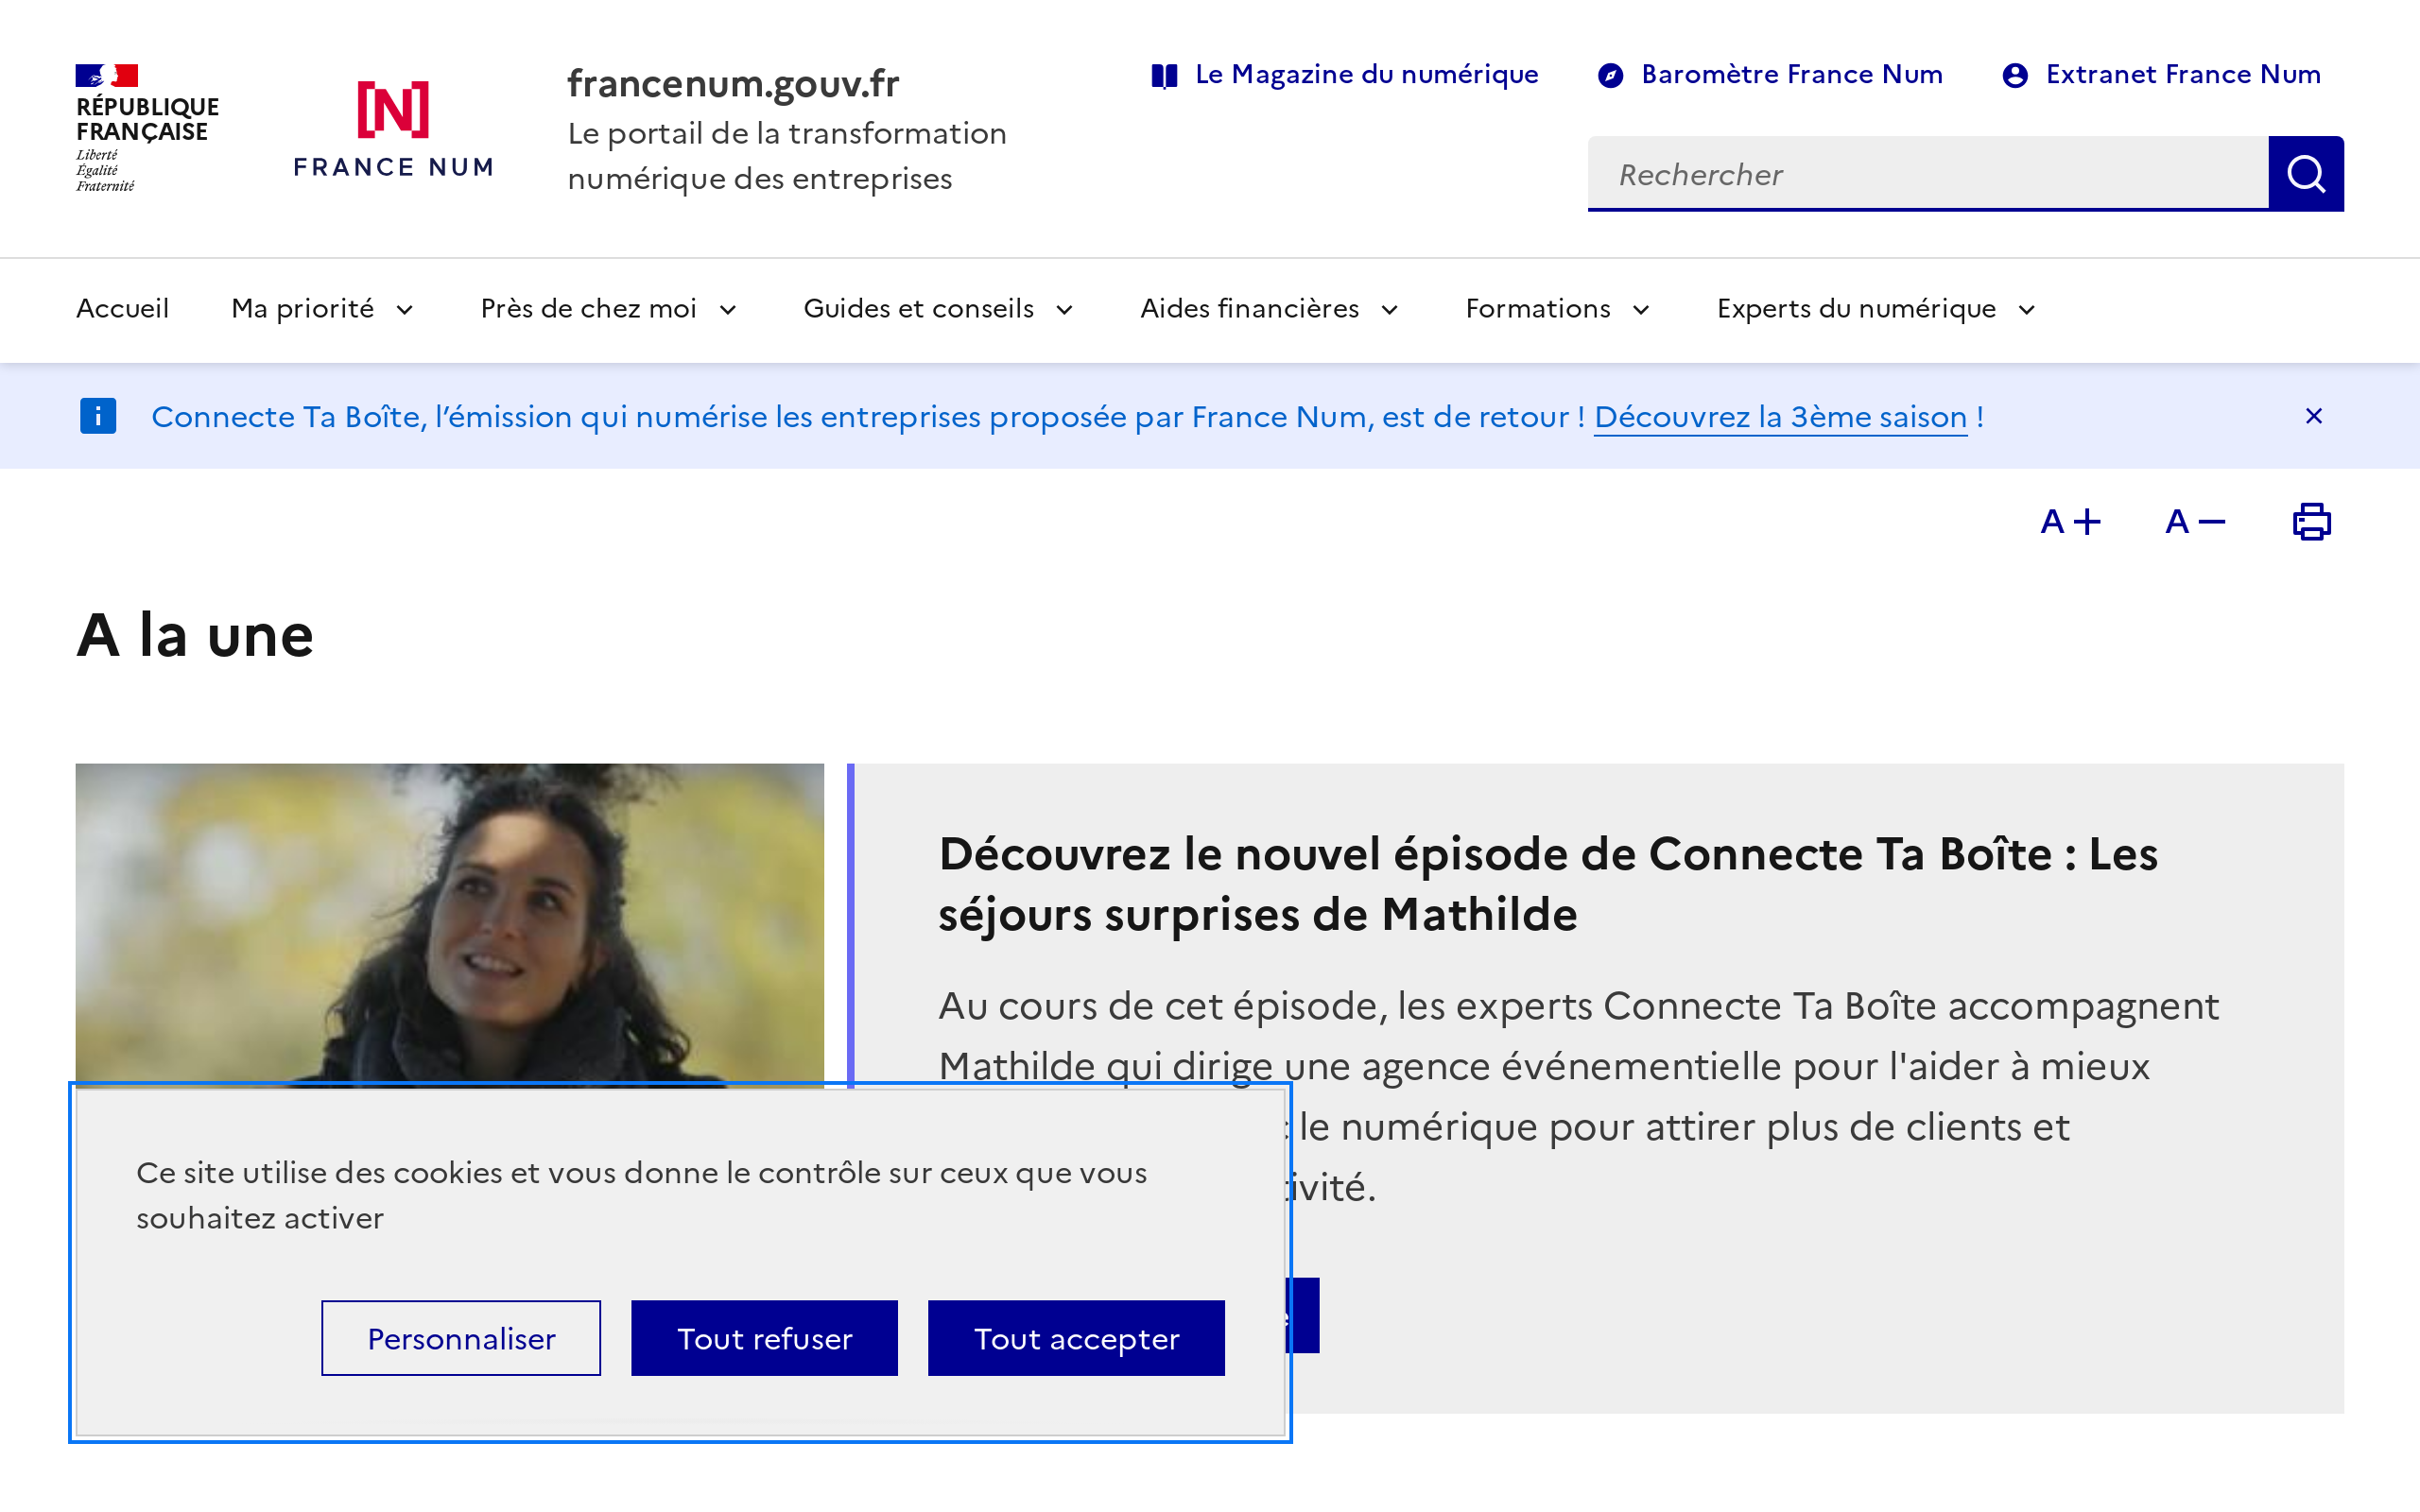 RÉPUBLIQUE
FRANÇAISE
Liberté
Égalité
Fraternité
[N]
FRANCE NUM
francenum.gouv.fr
Le portail de la transformation
numérique des entreprises
Le Magazine du numérique
Baromètre France Num
Extranet France Num
Rechercher
Accueil
Ma priorité
Près de chez moi
Guides et conseils
Aides financières
Formations
Experts du numérique
Connecte Ta Boîte, l’émission qui numérise les entreprises proposée par France Num, est de retour ! Découvrez la 3ème saison !
A+
A−
A la une
Découvrez le nouvel épisode de Connecte Ta Boîte : Les
séjours surprises de Mathilde
Au cours de cet épisode, les experts Connecte Ta Boîte accompagnent
Mathilde qui dirige une agence événementielle pour l'aider à mieux
le numérique pour attirer plus de clients et
Ce site utilise des cookies et vous donne le contrôle sur ceux que vous
souhaitez activer
Personnaliser
Tout refuser
Tout accepter